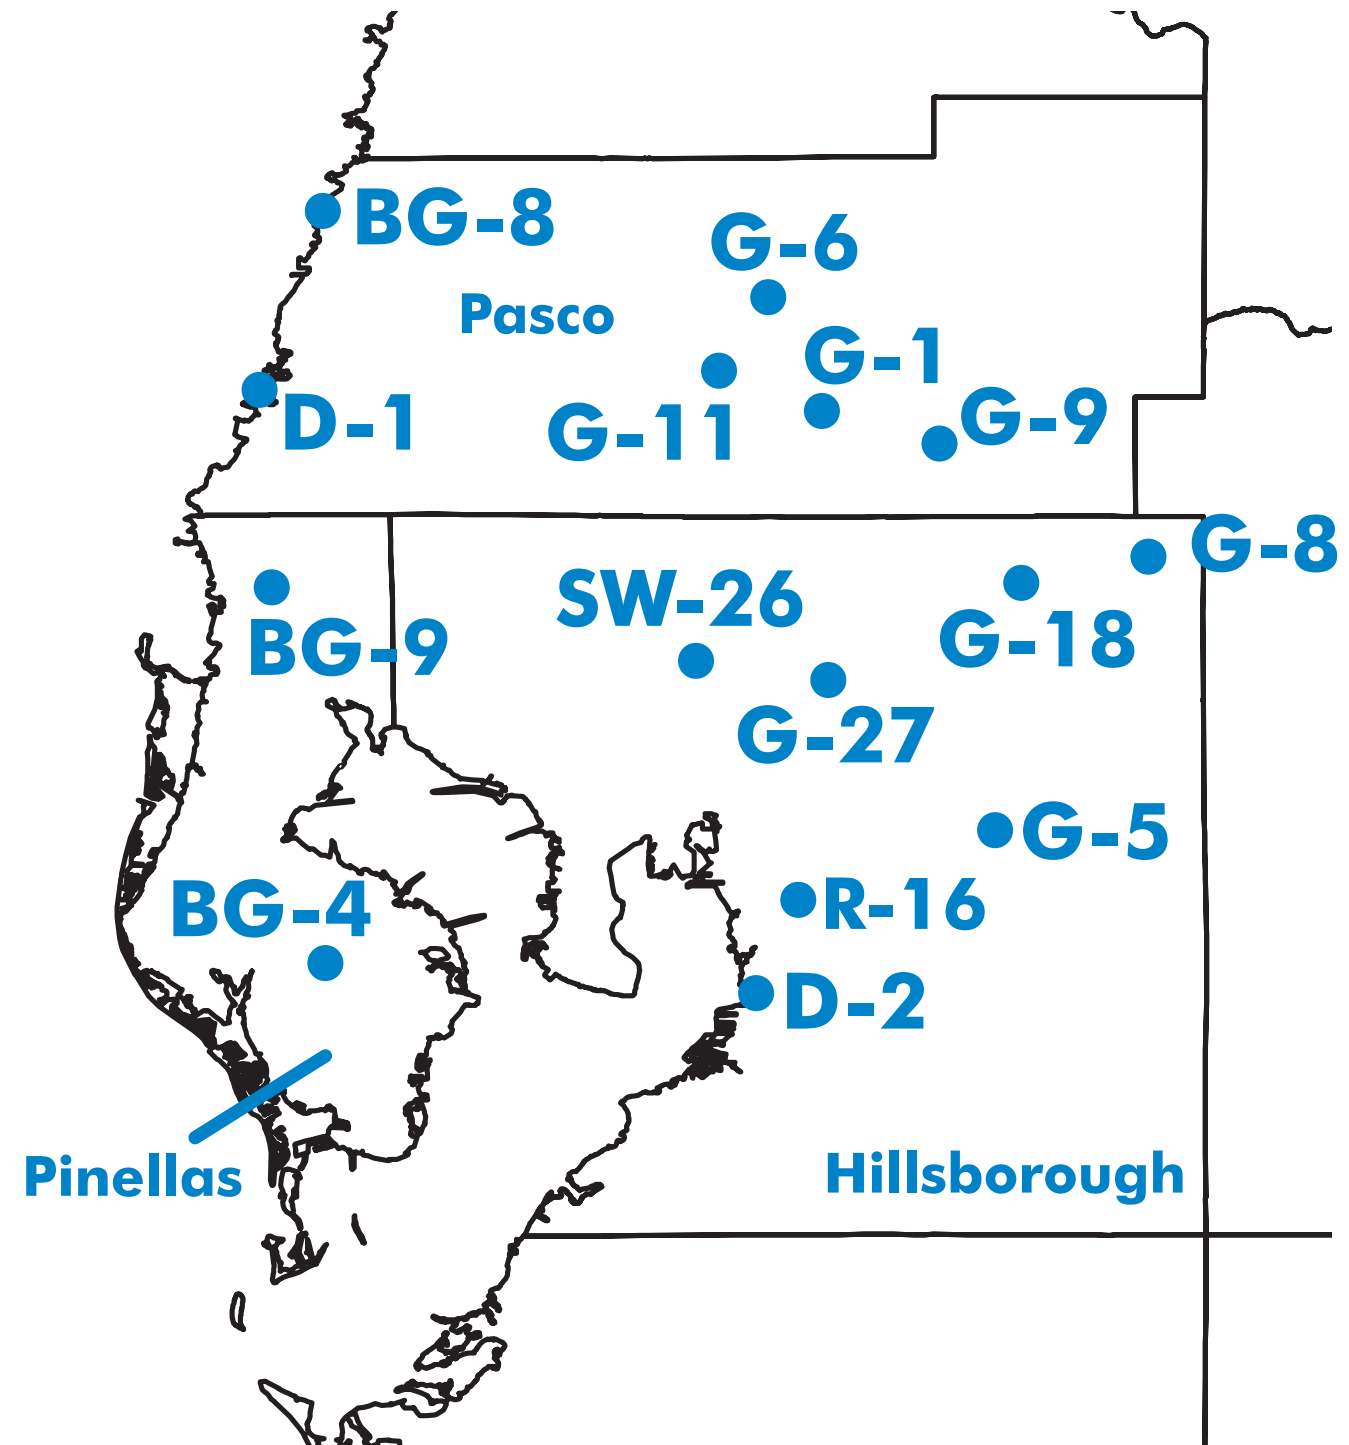 BG-8
G-6
Pasco
G-1
D-1
G-11
G-9
G-8
SW-26
G-18
BG-9
G-27
G-5
BG-4
R-16
D-2
Pinellas
Hillsborough